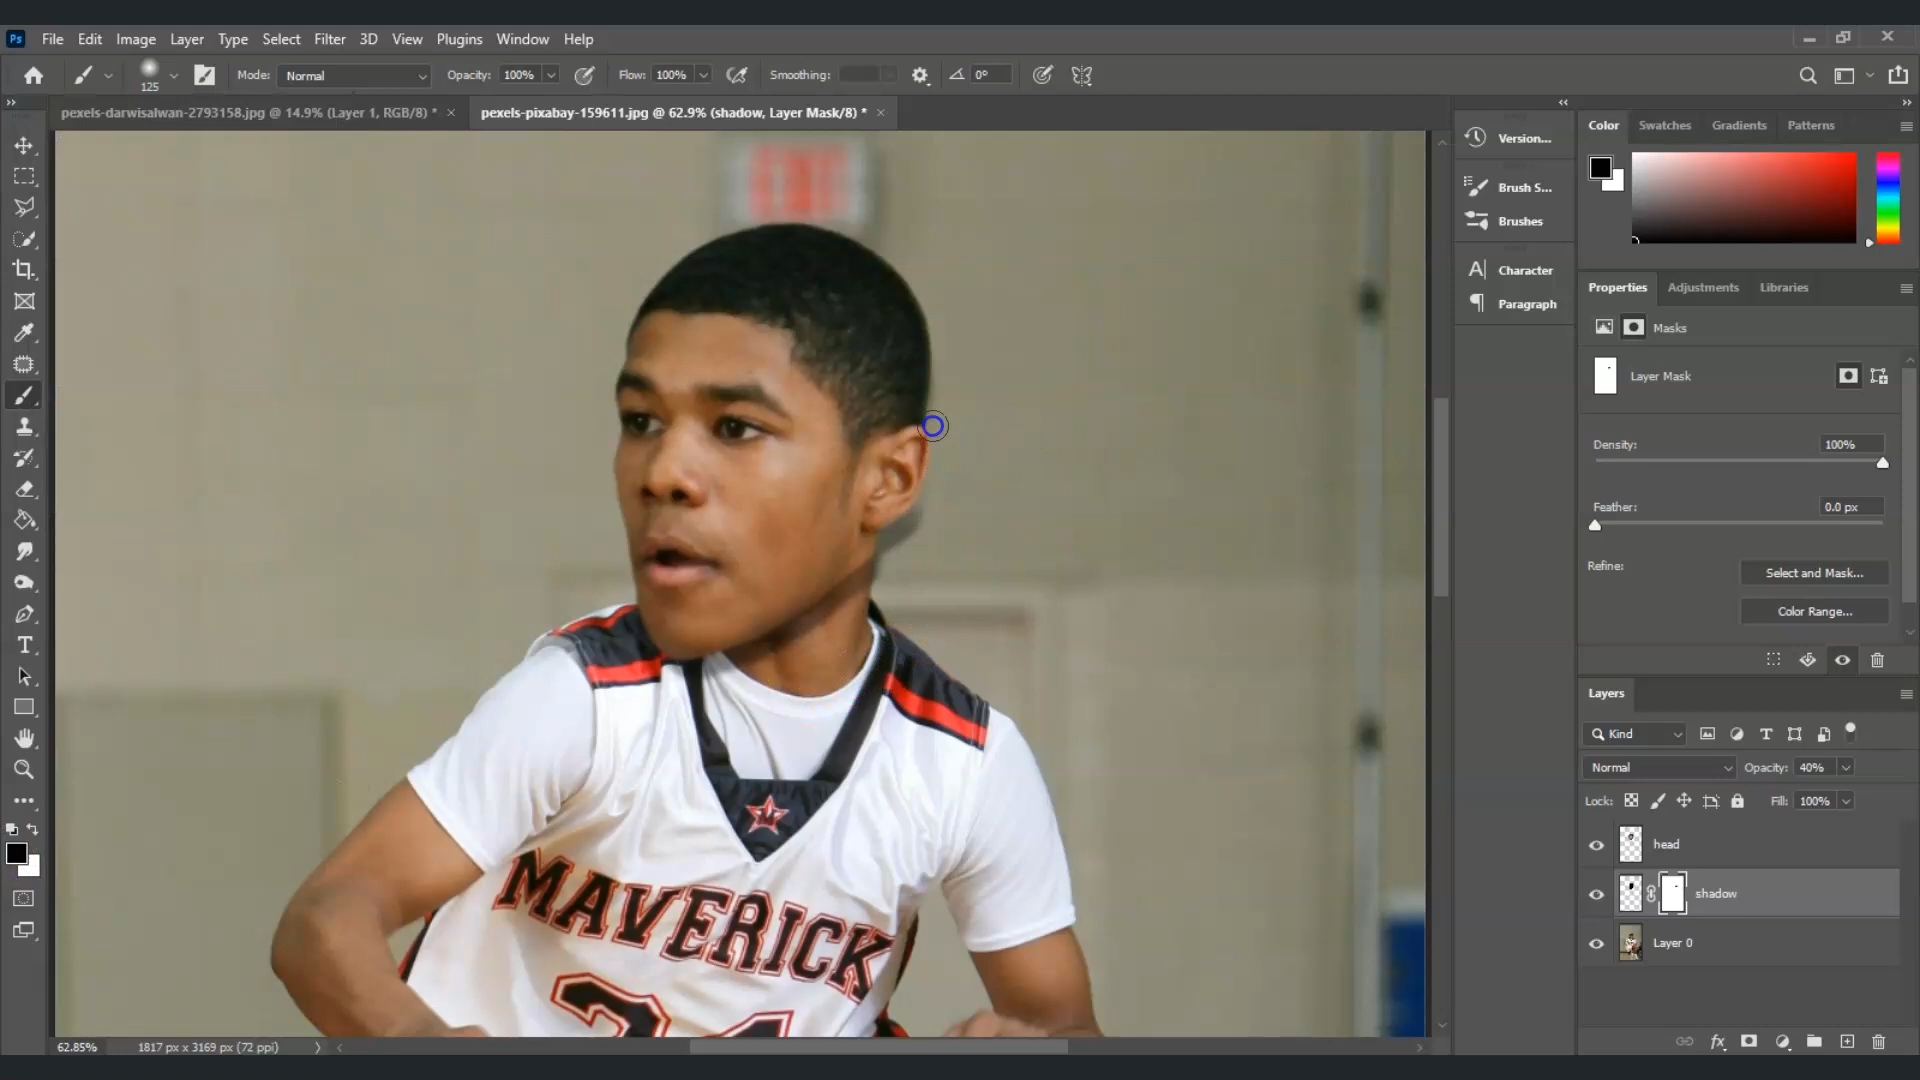 Ps File Edit Image Layer Type Select Filter 3D View Plugins Window Help
125 Mode: Normal Opacity: 100% Flow: 100% Smoothing: 0°
pexels-darwisalwan-2793158.jpg @ 14.9% (Layer 1, RGB/8) * × pexels-pixabay-159611.jpg @ 62.9% (shadow, Layer Mask/8) * ×
EXIT
MAVERICK
24
62.85% 1817 px x 3169 px (72 ppi)
Version...
Brush S...
Brushes
Character
Paragraph
Color Swatches Gradients Patterns
Properties Adjustments Libraries
Masks
Layer Mask
Density: 100%
Feather: 0.0 px
Refine: Select and Mask...
Color Range...
Layers
Kind
Normal Opacity: 40%
Lock: Fill: 100%
head
shadow
Layer 0
fx